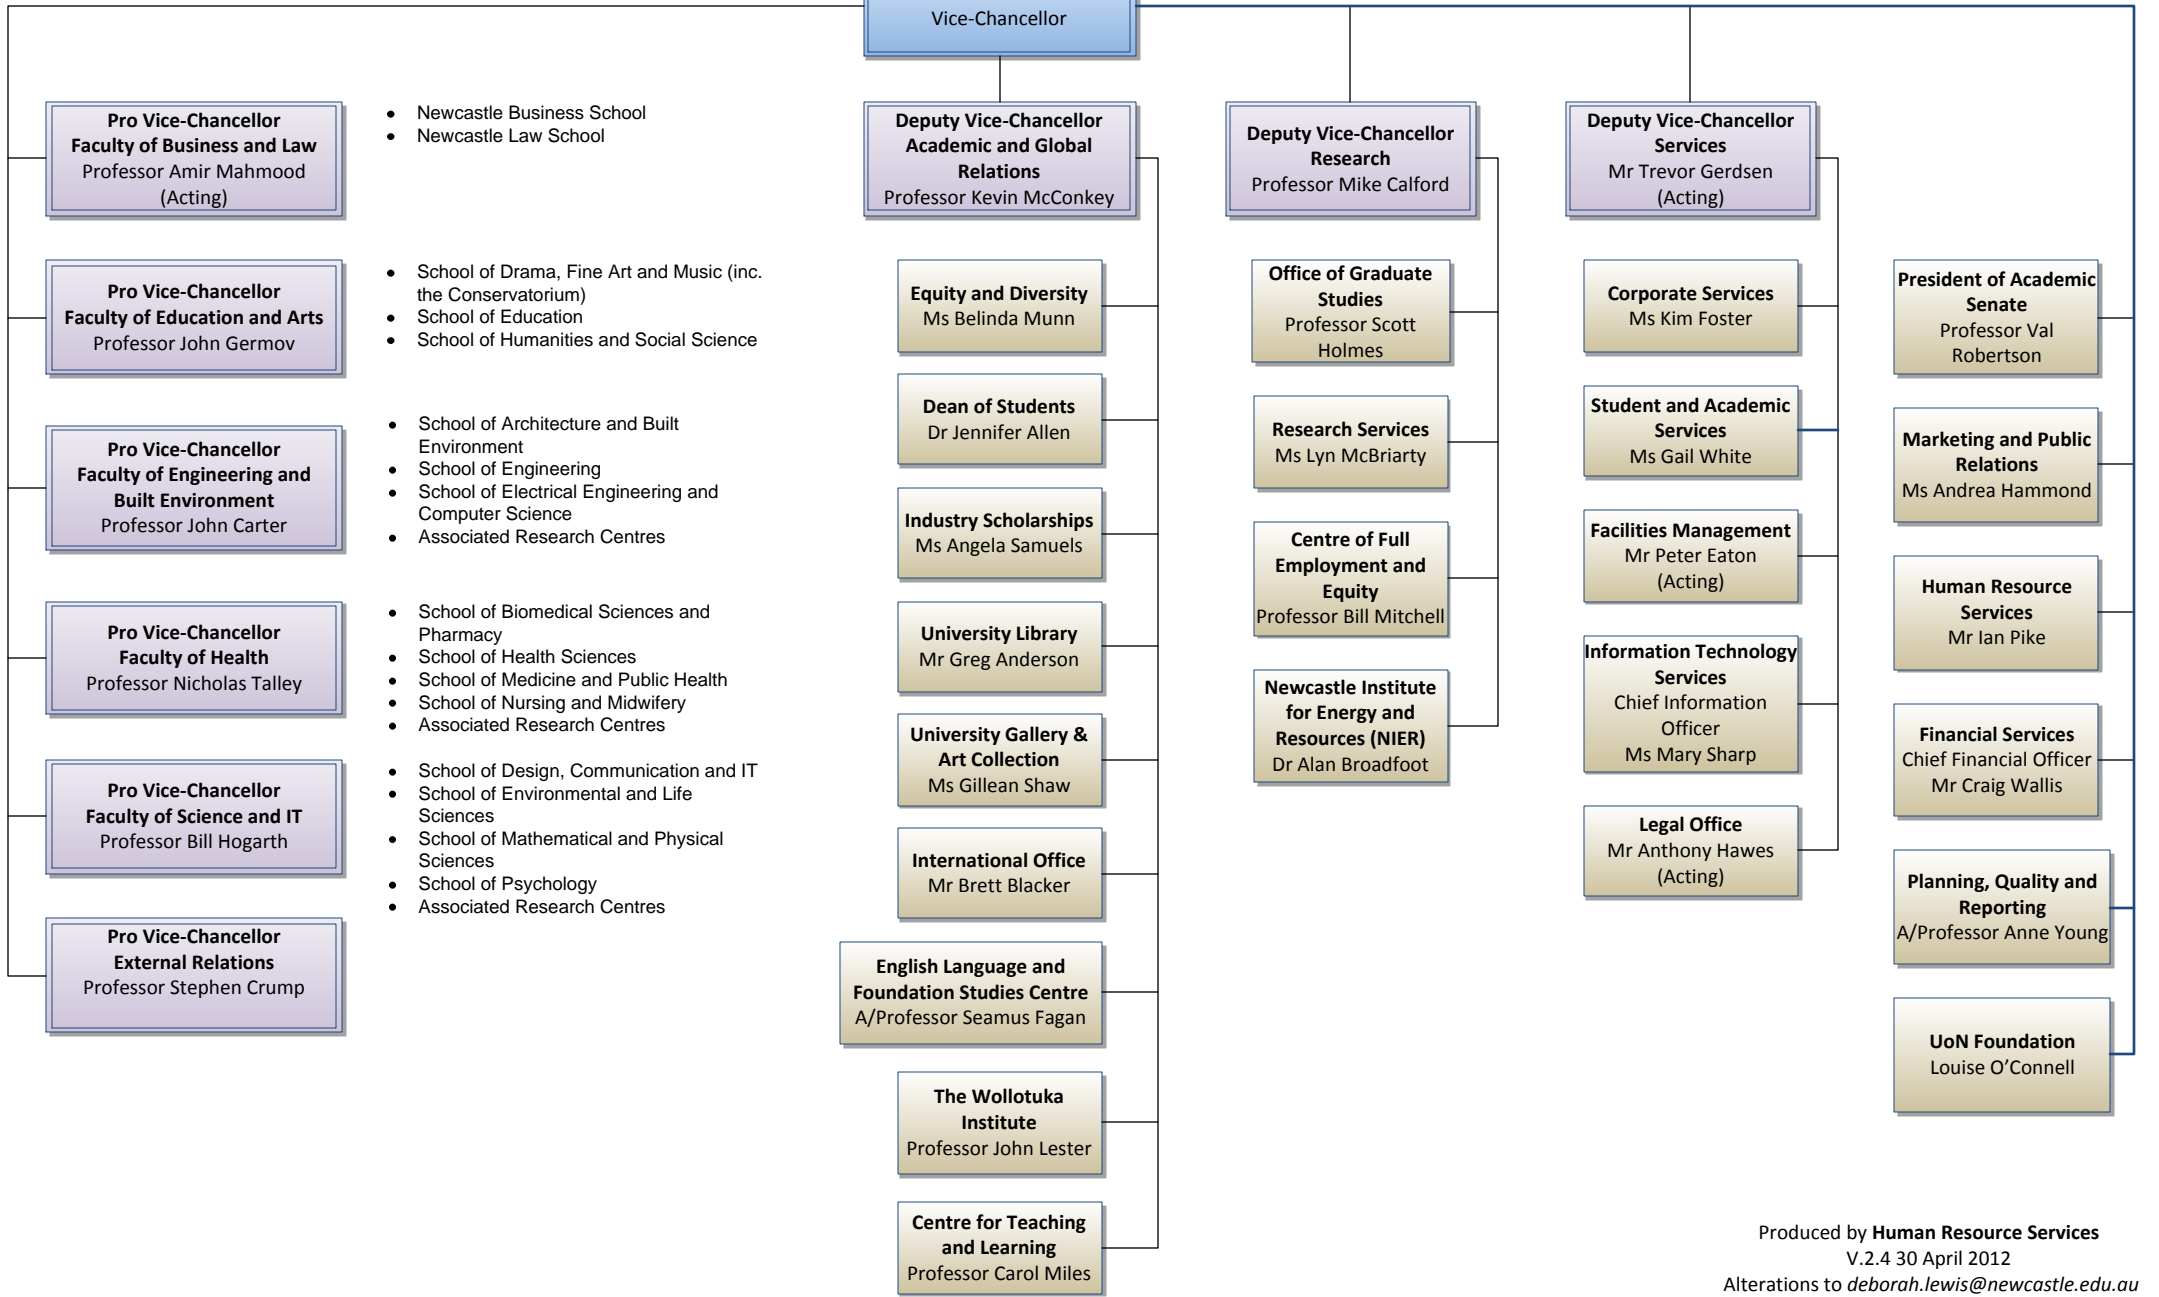 Vice-Chancellor
Pro Vice-Chancellor
Faculty of Business and Law
Professor Amir Mahmood
(Acting)
• Newcastle Business School
• Newcastle Law School
Pro Vice-Chancellor
Faculty of Education and Arts
Professor John Germov
• School of Drama, Fine Art and Music (inc.
the Conservatorium)
• School of Education
• School of Humanities and Social Science
Pro Vice-Chancellor
Faculty of Engineering and
Built Environment
Professor John Carter
• School of Architecture and Built
Environment
• School of Engineering
• School of Electrical Engineering and
Computer Science
• Associated Research Centres
Pro Vice-Chancellor
Faculty of Health
Professor Nicholas Talley
• School of Biomedical Sciences and
Pharmacy
• School of Health Sciences
• School of Medicine and Public Health
• School of Nursing and Midwifery
• Associated Research Centres
Pro Vice-Chancellor
Faculty of Science and IT
Professor Bill Hogarth
• School of Design, Communication and IT
• School of Environmental and Life
Sciences
• School of Mathematical and Physical
Sciences
• School of Psychology
• Associated Research Centres
Pro Vice-Chancellor
External Relations
Professor Stephen Crump
Deputy Vice-Chancellor
Academic and Global
Relations
Professor Kevin McConkey
Equity and Diversity
Ms Belinda Munn
Dean of Students
Dr Jennifer Allen
Industry Scholarships
Ms Angela Samuels
University Library
Mr Greg Anderson
University Gallery &
Art Collection
Ms Gillean Shaw
International Office
Mr Brett Blacker
English Language and
Foundation Studies Centre
A/Professor Seamus Fagan
The Wollotuka
Institute
Professor John Lester
Centre for Teaching
and Learning
Professor Carol Miles
Deputy Vice-Chancellor
Research
Professor Mike Calford
Office of Graduate
Studies
Professor Scott
Holmes
Research Services
Ms Lyn McBriarty
Centre of Full
Employment and
Equity
Professor Bill Mitchell
Newcastle Institute
for Energy and
Resources (NIER)
Dr Alan Broadfoot
Deputy Vice-Chancellor
Services
Mr Trevor Gerdsen
(Acting)
Corporate Services
Ms Kim Foster
Student and Academic
Services
Ms Gail White
Facilities Management
Mr Peter Eaton
(Acting)
Information Technology
Services
Chief Information
Officer
Ms Mary Sharp
Legal Office
Mr Anthony Hawes
(Acting)
President of Academic
Senate
Professor Val
Robertson
Marketing and Public
Relations
Ms Andrea Hammond
Human Resource
Services
Mr Ian Pike
Financial Services
Chief Financial Officer
Mr Craig Wallis
Planning, Quality and
Reporting
A/Professor Anne Young
UoN Foundation
Louise O’Connell
Produced by Human Resource Services
V.2.4 30 April 2012
Alterations to deborah.lewis@newcastle.edu.au